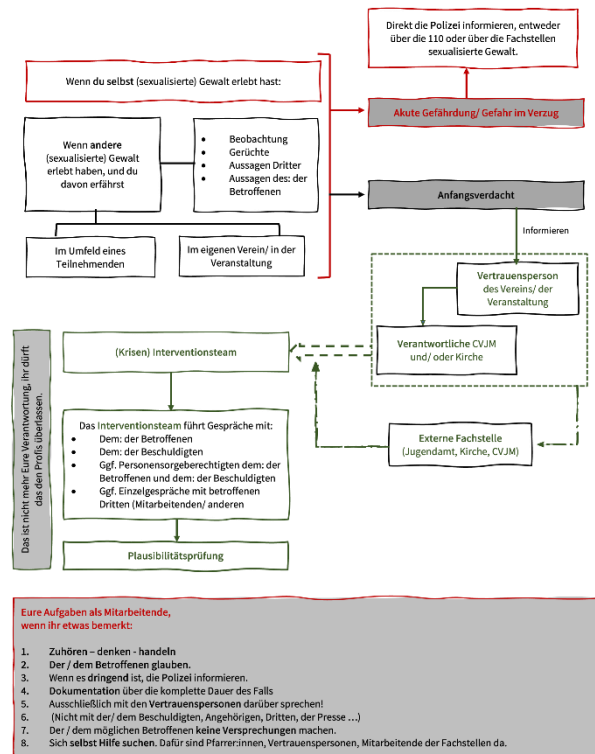 Direkt die Polizei informieren, entweder
über die 110 oder über die Fachstellen
sexualisierte Gewalt.
Wenn du selbst (sexualisierte) Gewalt erlebt hast:
Akute Gefährdung/ Gefahr im Verzug
Wenn andere
(sexualisierte) Gewalt
erlebt haben, und du
davon erfährst
• Beobachtung
• Gerüchte
• Aussagen Dritter
• Aussagen des: der
Betroffenen
Anfangsverdacht
Im Umfeld eines
Teilnehmenden
Im eigenen Verein/ in der
Veranstaltung
Informieren
Vertrauensperson
des Vereins/ der
Veranstaltung
Verantwortliche CVJM
und/ oder Kirche
(Krisen) Interventionsteam
Externe Fachstelle
(Jugendamt, Kirche, CVJM)
Das ist nicht mehr Eure Verantwortung, ihr dürft
das den Profis überlassen.
Das Interventionsteam führt Gespräche mit:
• Dem: der Betroffenen
• Dem: der Beschuldigten
• Ggf. Personensorgeberechtigten dem: der
Betroffenen und dem: der Beschuldigten
• Ggf. Einzelgespräche mit betroffenen
Dritten (Mitarbeitenden/ anderen
Plausibilitätsprüfung
Eure Aufgaben als Mitarbeitende,
wenn ihr etwas bemerkt:
1. Zuhören – denken - handeln
2. Der / dem Betroffenen glauben.
3. Wenn es dringend ist, die Polizei informieren.
4. Dokumentation über die komplette Dauer des Falls
5. Ausschließlich mit den Vertrauenspersonen darüber sprechen!
6. (Nicht mit der/ dem Beschuldigten, Angehörigen, Dritten, der Presse ...)
7. Der / dem möglichen Betroffenen keine Versprechungen machen.
8. Sich selbst Hilfe suchen. Dafür sind Pfarrer:innen, Vertrauenspersonen, Mitarbeitende der Fachstellen da.